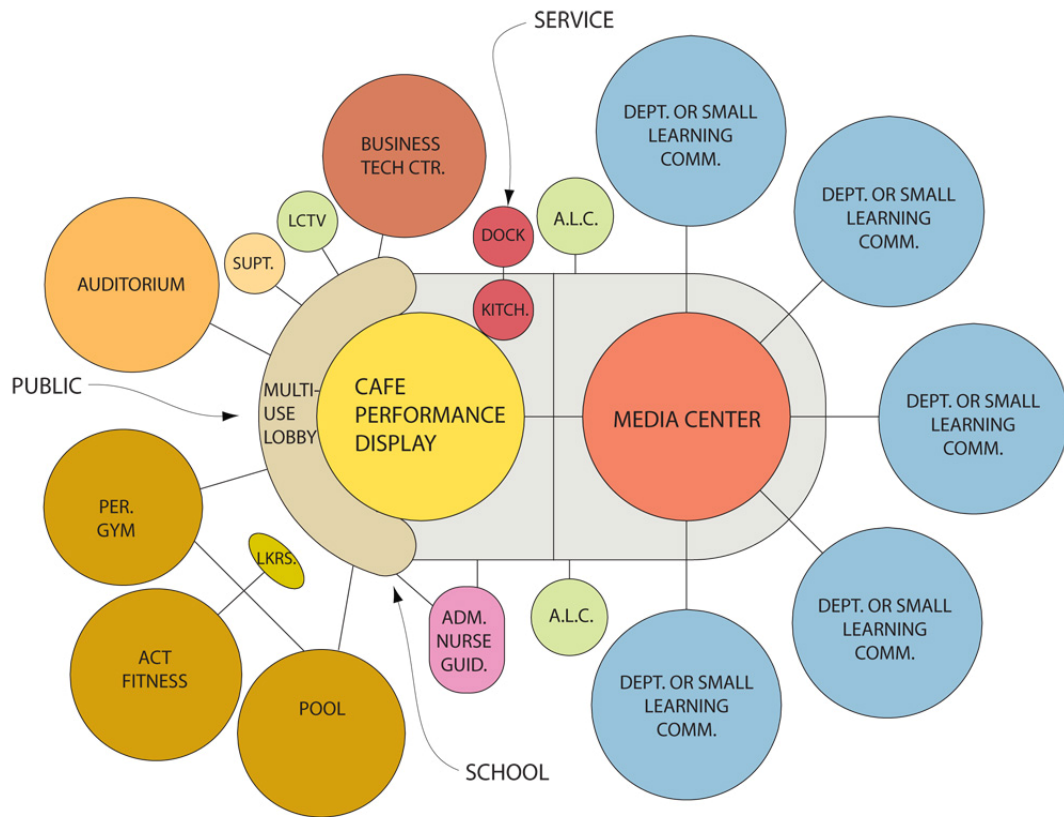 SERVICE
BUSINESS
TECH CTR.
DEPT. OR SMALL
LEARNING
COMM.
DEPT. OR SMALL
LEARNING
COMM.
LCTV
DOCK
A.L.C.
SUPT.
AUDITORIUM
KITCH.
PUBLIC
MULTI-
USE
LOBBY
CAFE
PERFORMANCE
DISPLAY
MEDIA CENTER
DEPT. OR SMALL
LEARNING
COMM.
PER.
GYM
LKRS.
ACT
FITNESS
POOL
ADM.
NURSE
GUID.
A.L.C.
DEPT. OR SMALL
LEARNING
COMM.
DEPT. OR SMALL
LEARNING
COMM.
SCHOOL